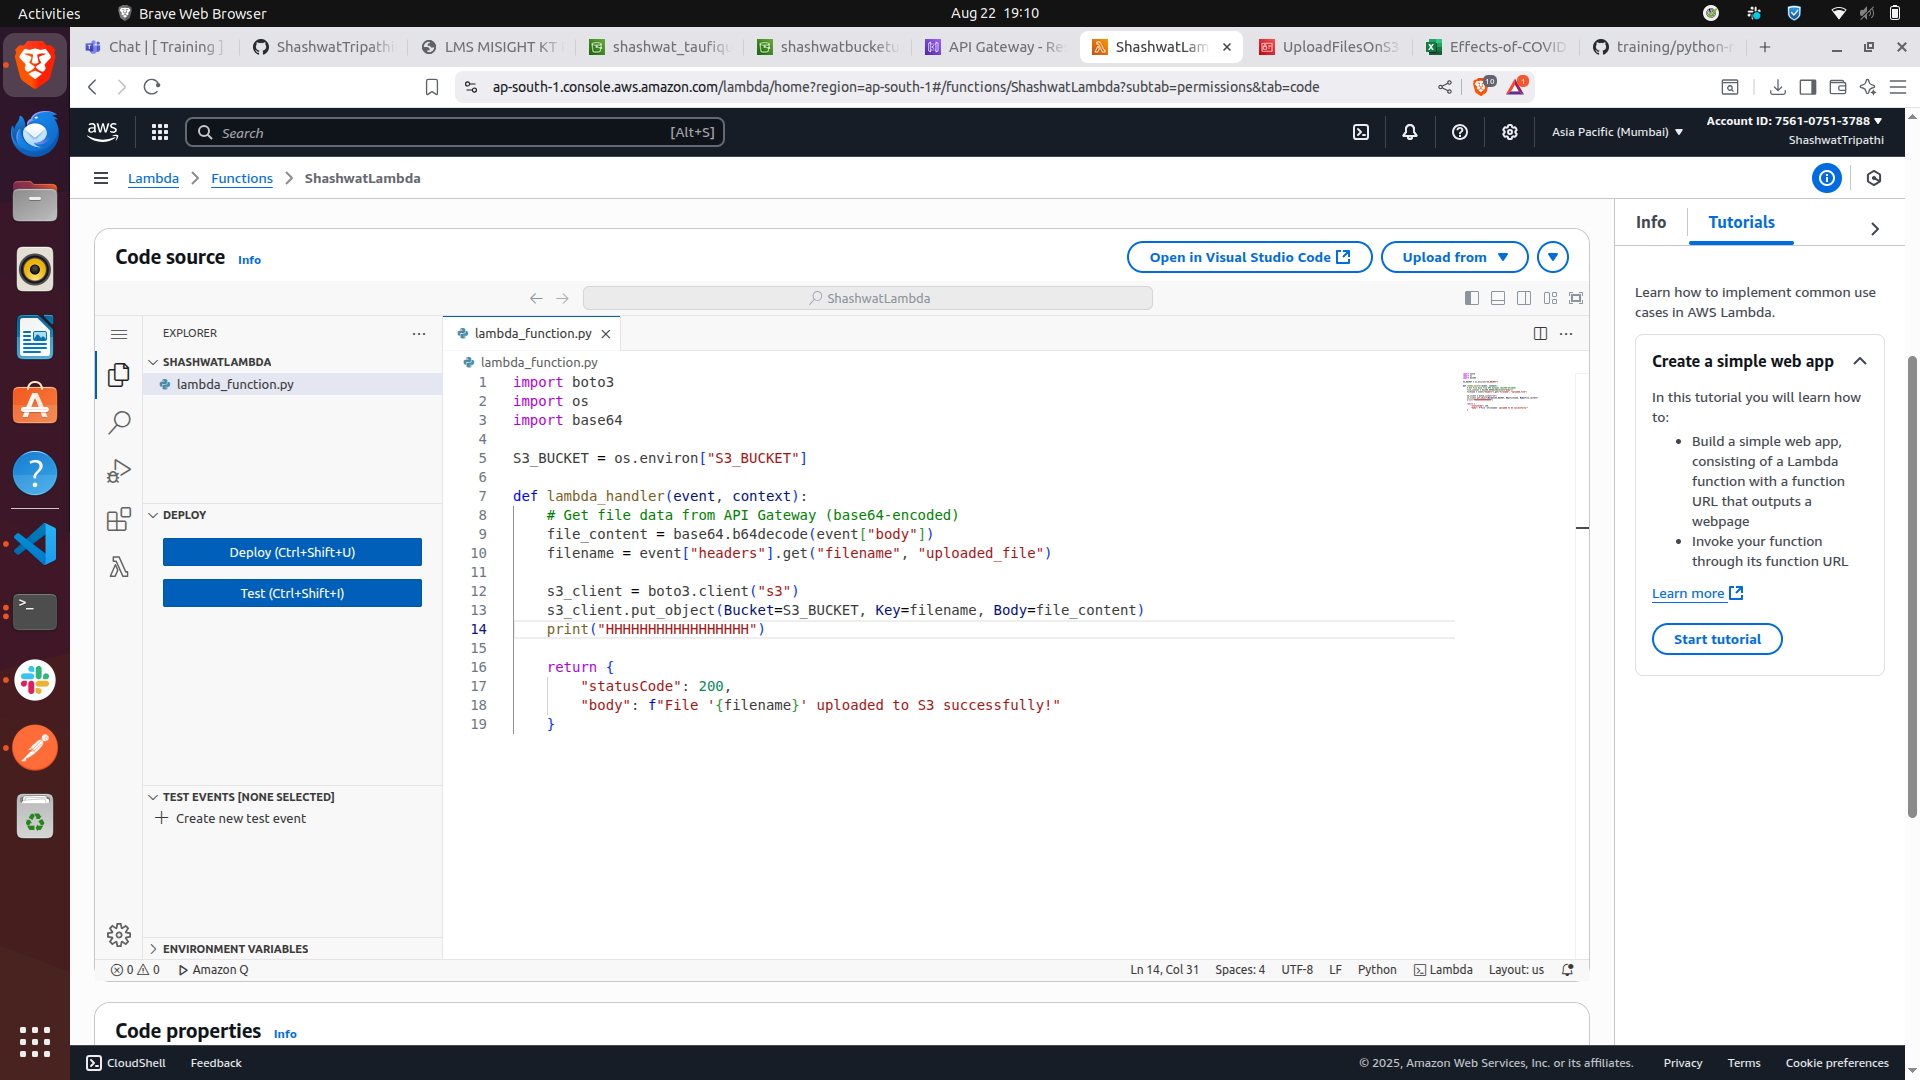 Activities
Brave Web Browser
Aug 22 19:10
Chat | [ Training ]
ShashwatTripathi
LMS MISIGHT KT
shashwat_taufiqu
shashwatbucketu
API Gateway - Re
ShashwatLam
UploadFilesOnS3
Effects-of-COVID
training/python-
ap-south-1.console.aws.amazon.com/lambda/home?region=ap-south-1#/functions/ShashwatLambda?subtab=permissions&tab=code
10
1
aws
Search
[Alt+S]
Asia Pacific (Mumbai)
Account ID: 7561-0751-3788
ShashwatTripathi
Lambda
Functions
ShashwatLambda
Code source
Info
Open in Visual Studio Code
Upload from
ShashwatLambda
EXPLORER
SHASHWATLAMBDA
lambda_function.py
DEPLOY
Deploy (Ctrl+Shift+U)
Test (Ctrl+Shift+I)
TEST EVENTS [NONE SELECTED]
Create new test event
ENVIRONMENT VARIABLES
lambda_function.py
lambda_function.py
1 import boto3
2 import os
3 import base64
4
5 S3_BUCKET = os.environ["S3_BUCKET"]
6
7 def lambda_handler(event, context):
8     # Get file data from API Gateway (base64-encoded)
9     file_content = base64.b64decode(event["body"])
10     filename = event["headers"].get("filename", "uploaded_file")
11
12     s3_client = boto3.client("s3")
13     s3_client.put_object(Bucket=S3_BUCKET, Key=filename, Body=file_content)
14     print("HHHHHHHHHHHHHHHHH")
15
16     return {
17         "statusCode": 200,
18         "body": f"File '{filename}' uploaded to S3 successfully!"
19     }
0 0
Amazon Q
Ln 14, Col 31
Spaces: 4
UTF-8
LF
Python
Lambda
Layout: us
Code properties
Info
Info
Tutorials
Learn how to implement common use
cases in AWS Lambda.
Create a simple web app
In this tutorial you will learn how
to:
Build a simple web app,
consisting of a Lambda
function with a function
URL that outputs a
webpage
Invoke your function
through its function URL
Learn more
Start tutorial
CloudShell
Feedback
© 2025, Amazon Web Services, Inc. or its affiliates.
Privacy
Terms
Cookie preferences